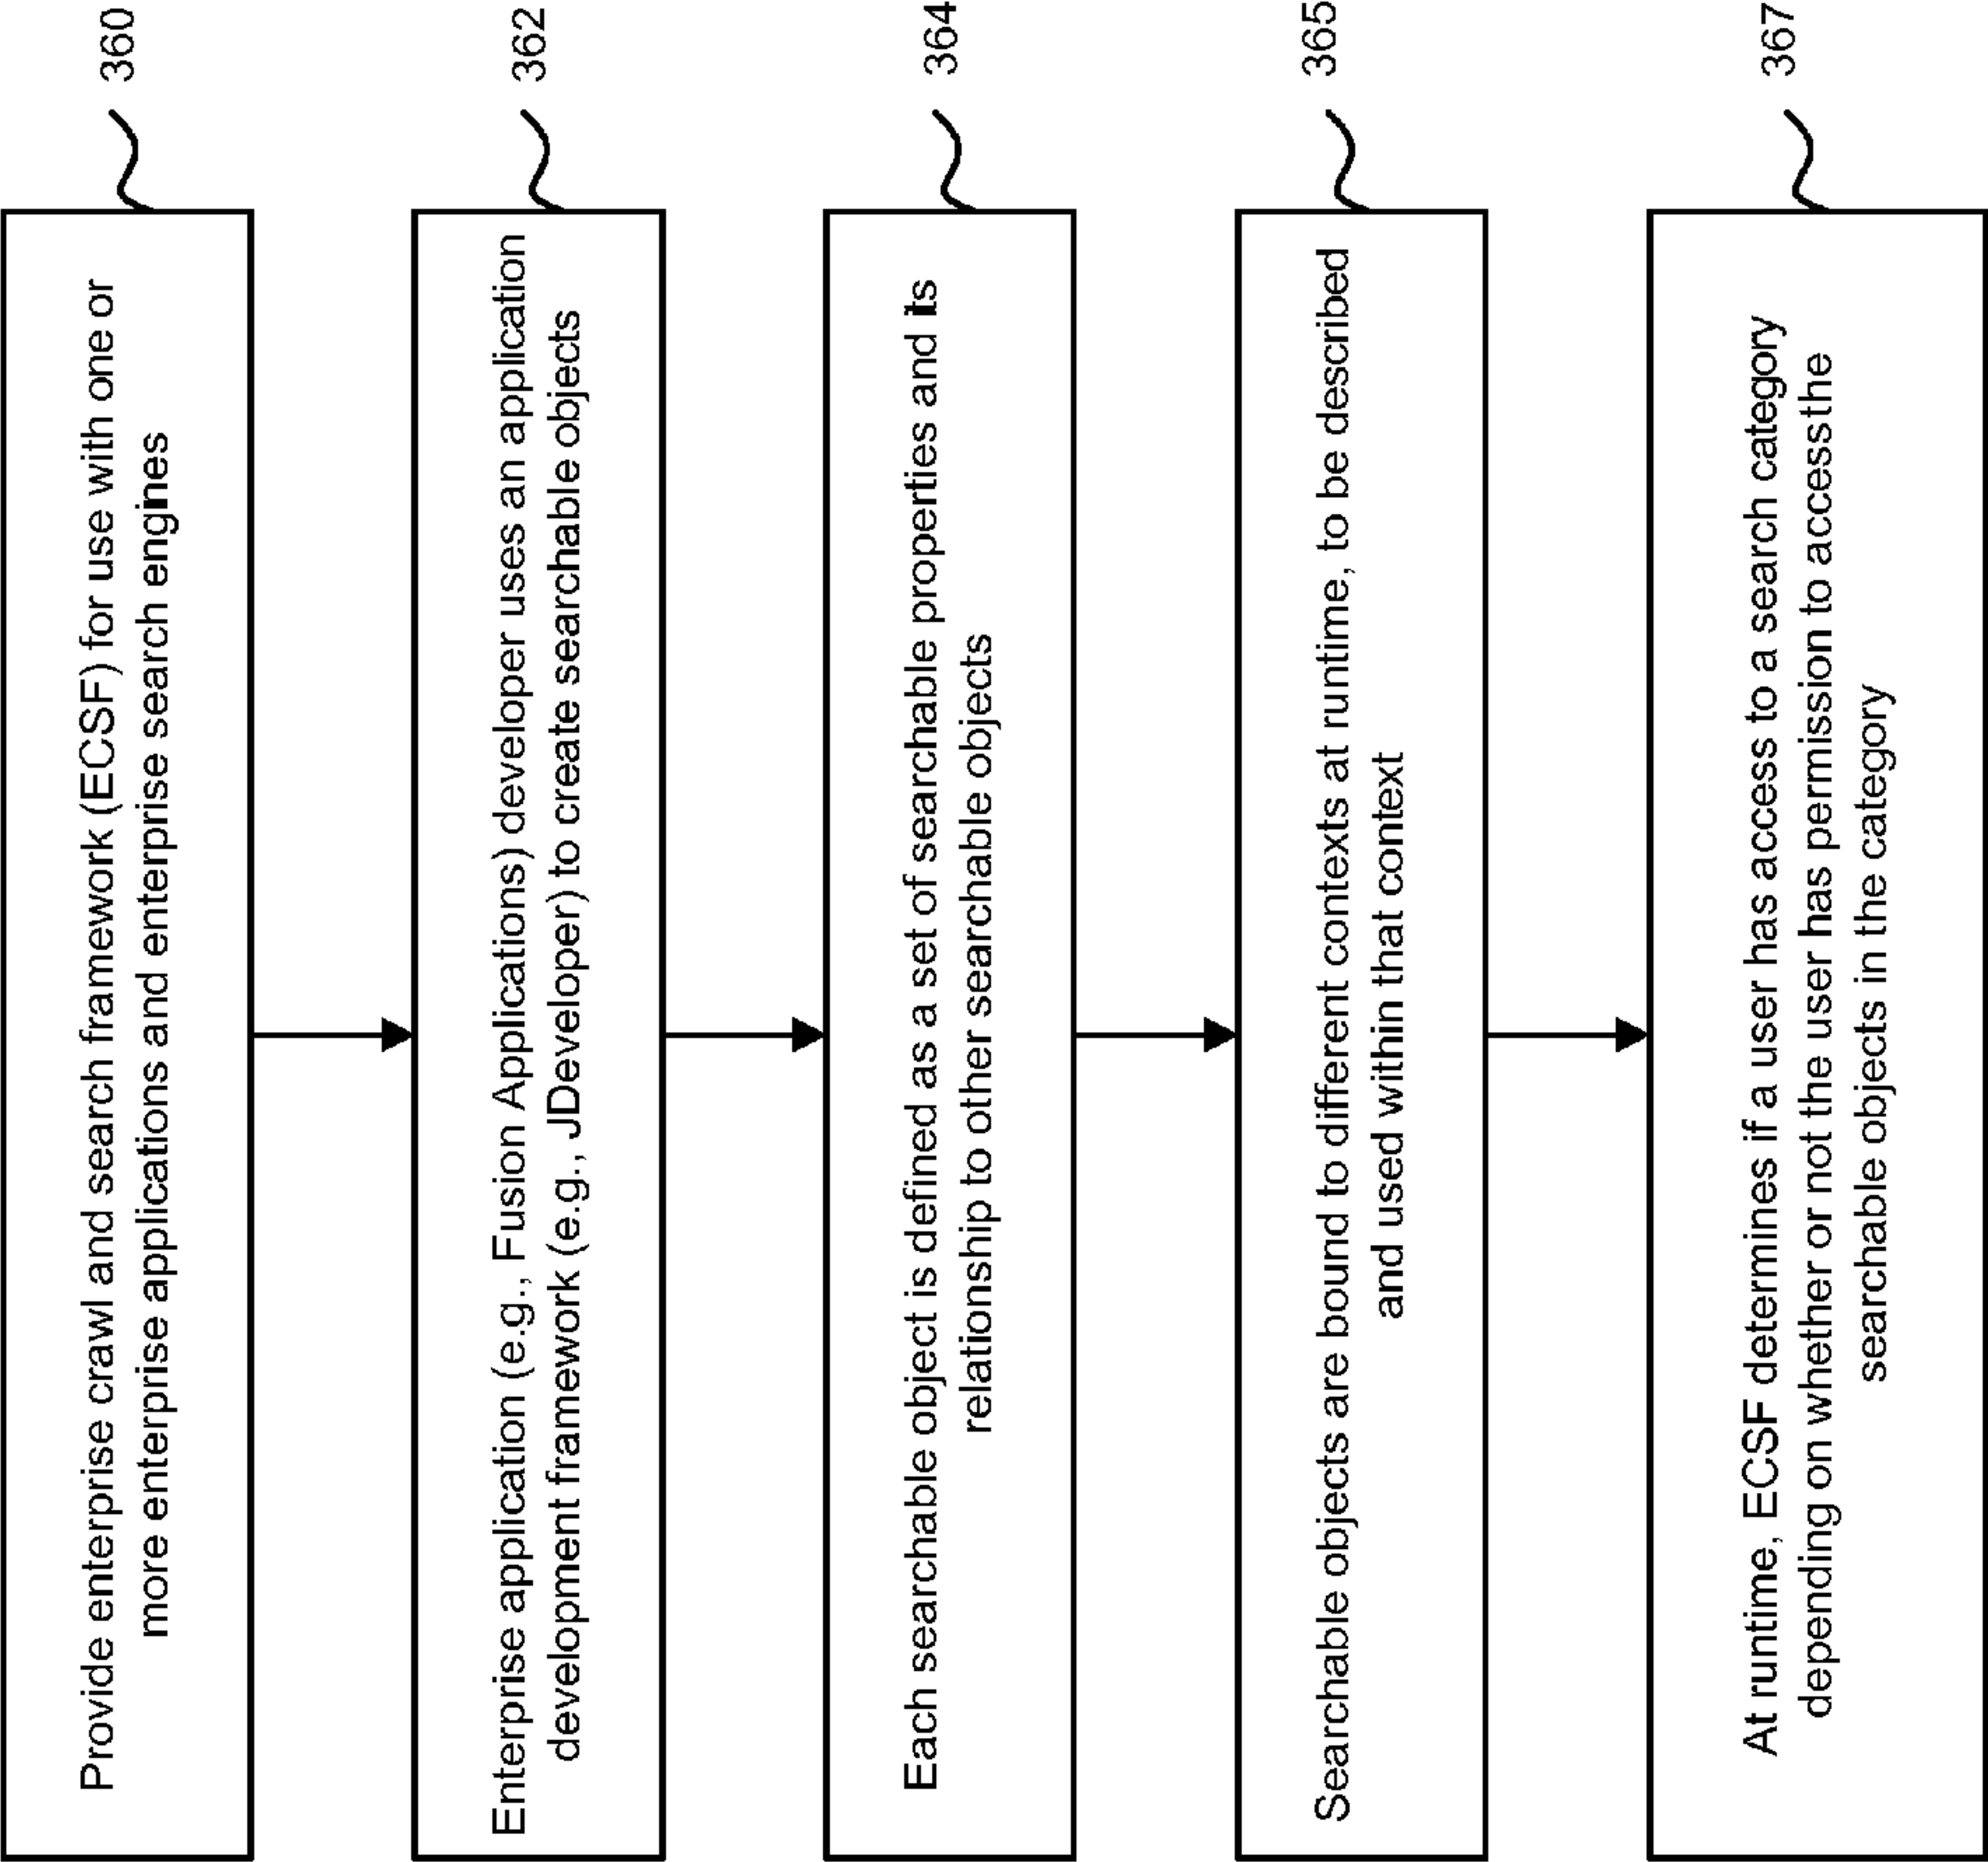 Provide enterprise crawl and search framework (ECSF) for use with one or
more enterprise applications and enterprise search engines
360
Enterprise application (e.g., Fusion Applications) developer uses an application
development framework (e.g., JDeveloper) to create searchable objects
362
Each searchable object is defined as a set of searchable properties and its
relationship to other searchable objects
364
Searchable objects are bound to different contexts at runtime, to be described
and used within that context
365
At runtime, ECSF determines if a user has access to a search category
depending on whether or not the user has permission to accessthe
searchable objects in the category
367